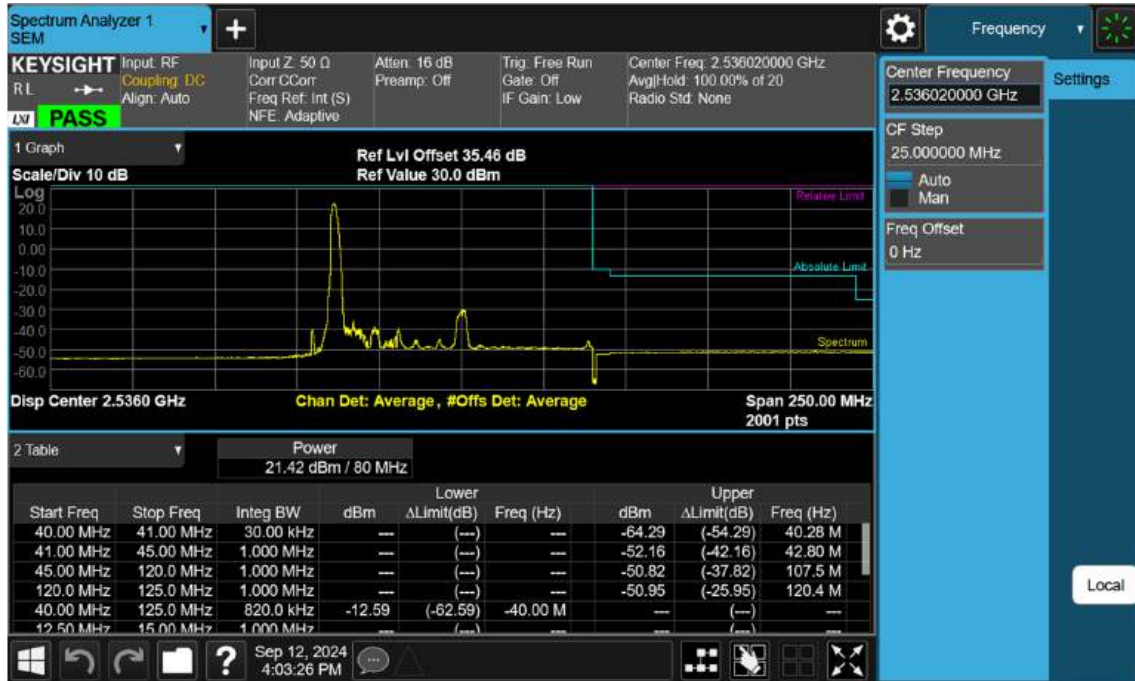 Spectrum Analyzer 1
SEM
Frequency
KEYSIGHT
R L
LXI
PASS
Input: RF
Coupling: DC
Align: Auto
Input Z: 50 Ω
Corr CCorr
Freq Ref: Int (S)
NFE: Adaptive
Atten: 16 dB
Preamp: Off
Trig: Free Run
Gate: Off
IF Gain: Low
Center Freq: 2.536020000 GHz
Avg|Hold: 100.00% of 20
Radio Std: None
Center Frequency
2.536020000 GHz
Settings
CF Step
25.000000 MHz
Auto
Man
Freq Offset
0 Hz
Local
1 Graph
Scale/Div 10 dB
Ref Lvl Offset 35.46 dB
Ref Value 30.0 dBm
Log
20.0
10.0
0.00
-10.0
-20.0
-30.0
-40.0
-50.0
-60.0
Relative Limit
Absolute Limit
Spectrum
Disp Center 2.5360 GHz
Chan Det: Average, #Offs Det: Average
Span 250.00 MHz
2001 pts
2 Table
Power
21.42 dBm / 80 MHz
Lower Upper
Start Freq Stop Freq Integ BW dBm ΔLimit(dB) Freq (Hz) dBm ΔLimit(dB) Freq (Hz)
40.00 MHz 41.00 MHz 30.00 kHz --- (---) --- -64.29 (-54.29) 40.28 M
41.00 MHz 45.00 MHz 1.000 MHz --- (---) --- -52.16 (-42.16) 42.80 M
45.00 MHz 120.0 MHz 1.000 MHz --- (---) --- -50.82 (-37.82) 107.5 M
120.0 MHz 125.0 MHz 1.000 MHz --- (---) --- -50.95 (-25.95) 120.4 M
40.00 MHz 125.0 MHz 820.0 kHz -12.59 (-62.59) -40.00 M --- (---) ---
12.50 MHz 15.00 MHz 1.000 MHz --- (---) --- --- (---) ---
Sep 12, 2024
4:03:26 PM